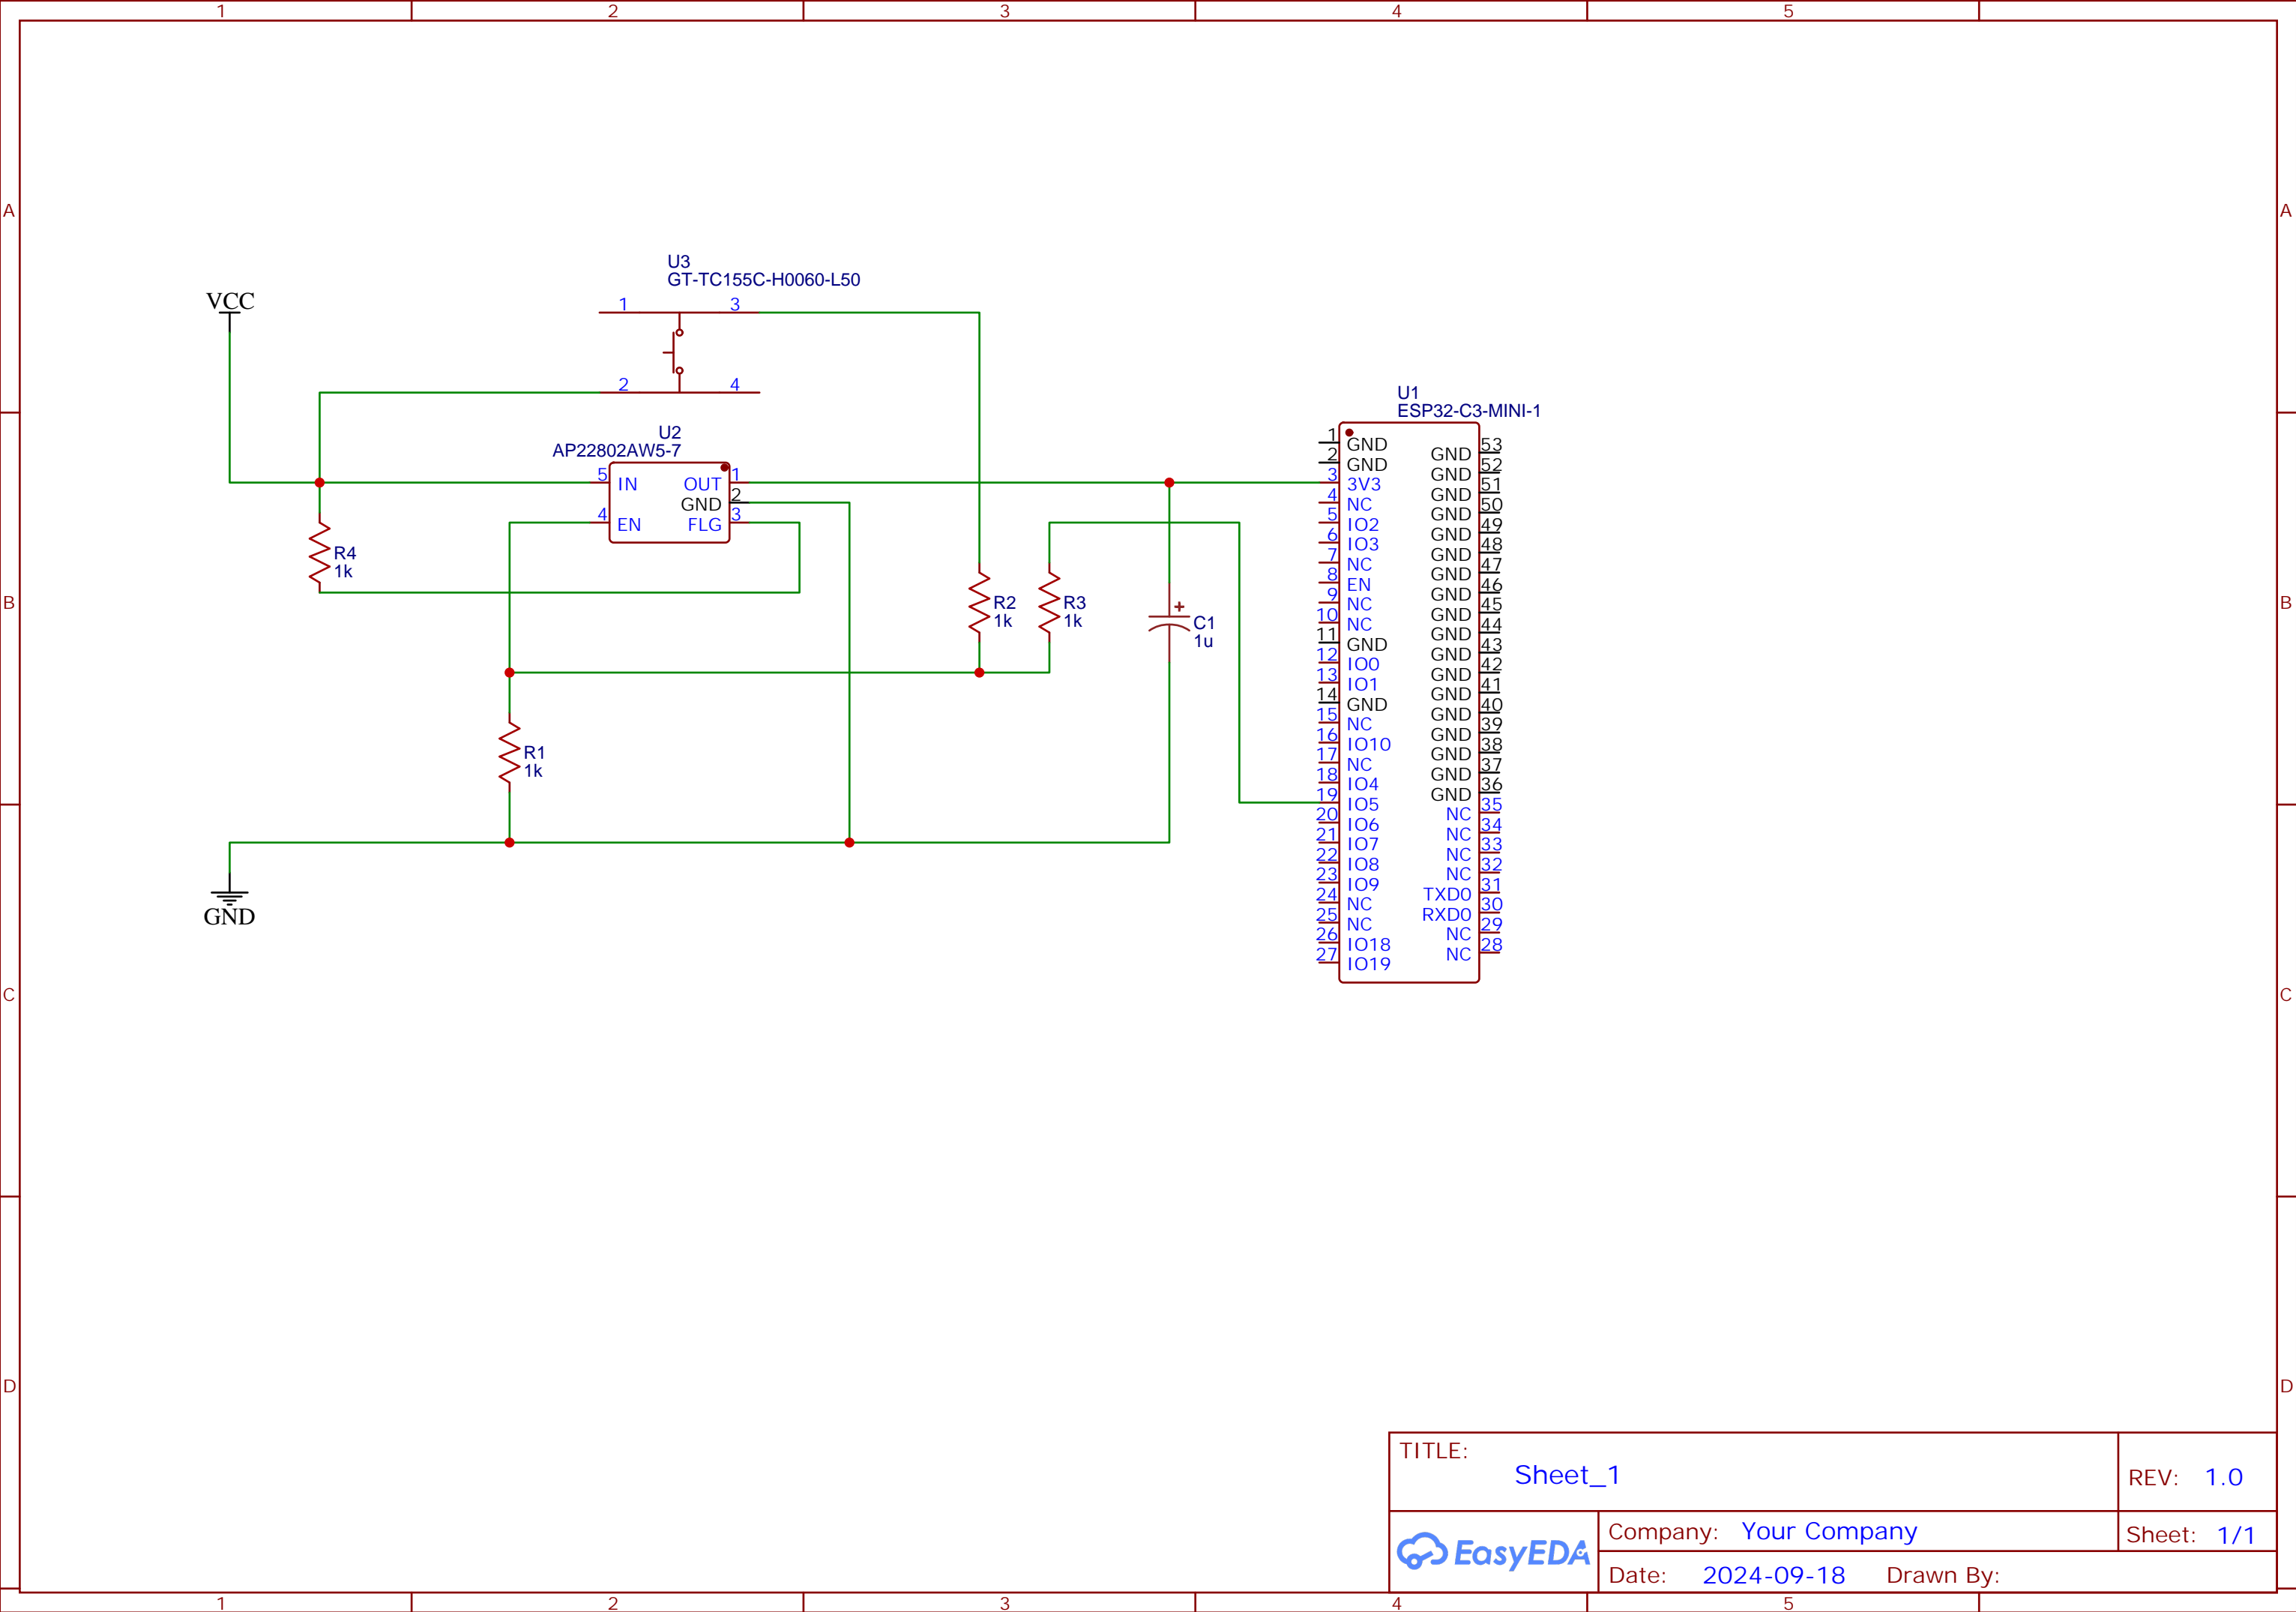 1 2 3 4 5
A A
U3
GT-TC155C-H0060-L50
VCC
1 3
2 4
U1
ESP32-C3-MINI-1
U2
AP22802AW5-7
5 IN OUT 1
GND 2
4 EN FLG 3
R4
1k
R2
1k
R3
1k
+
C1
1u
R1
1k
GND
1 GND
2 GND
3 3V3
4 NC
5 IO2
6 IO3
7 NC
8 EN
9 NC
10 NC
11 GND
12 IO0
13 IO1
14 GND
15 NC
16 IO10
17 NC
18 IO4
19 IO5
20 IO6
21 IO7
22 IO8
23 IO9
24 NC
25 NC
26 IO18
27 IO19
GND 53
GND 52
GND 51
GND 50
GND 49
GND 48
GND 47
GND 46
GND 45
GND 44
GND 43
GND 42
GND 41
GND 40
GND 39
GND 38
GND 37
GND 36
NC 35
NC 34
NC 33
NC 32
TXD0 31
RXD0 30
NC 29
NC 28
B B
C C
D D
TITLE:
Sheet_1
REV: 1.0
EasyEDA
Company: Your Company
Sheet: 1/1
Date: 2024-09-18 Drawn By:
1 2 3 4 5